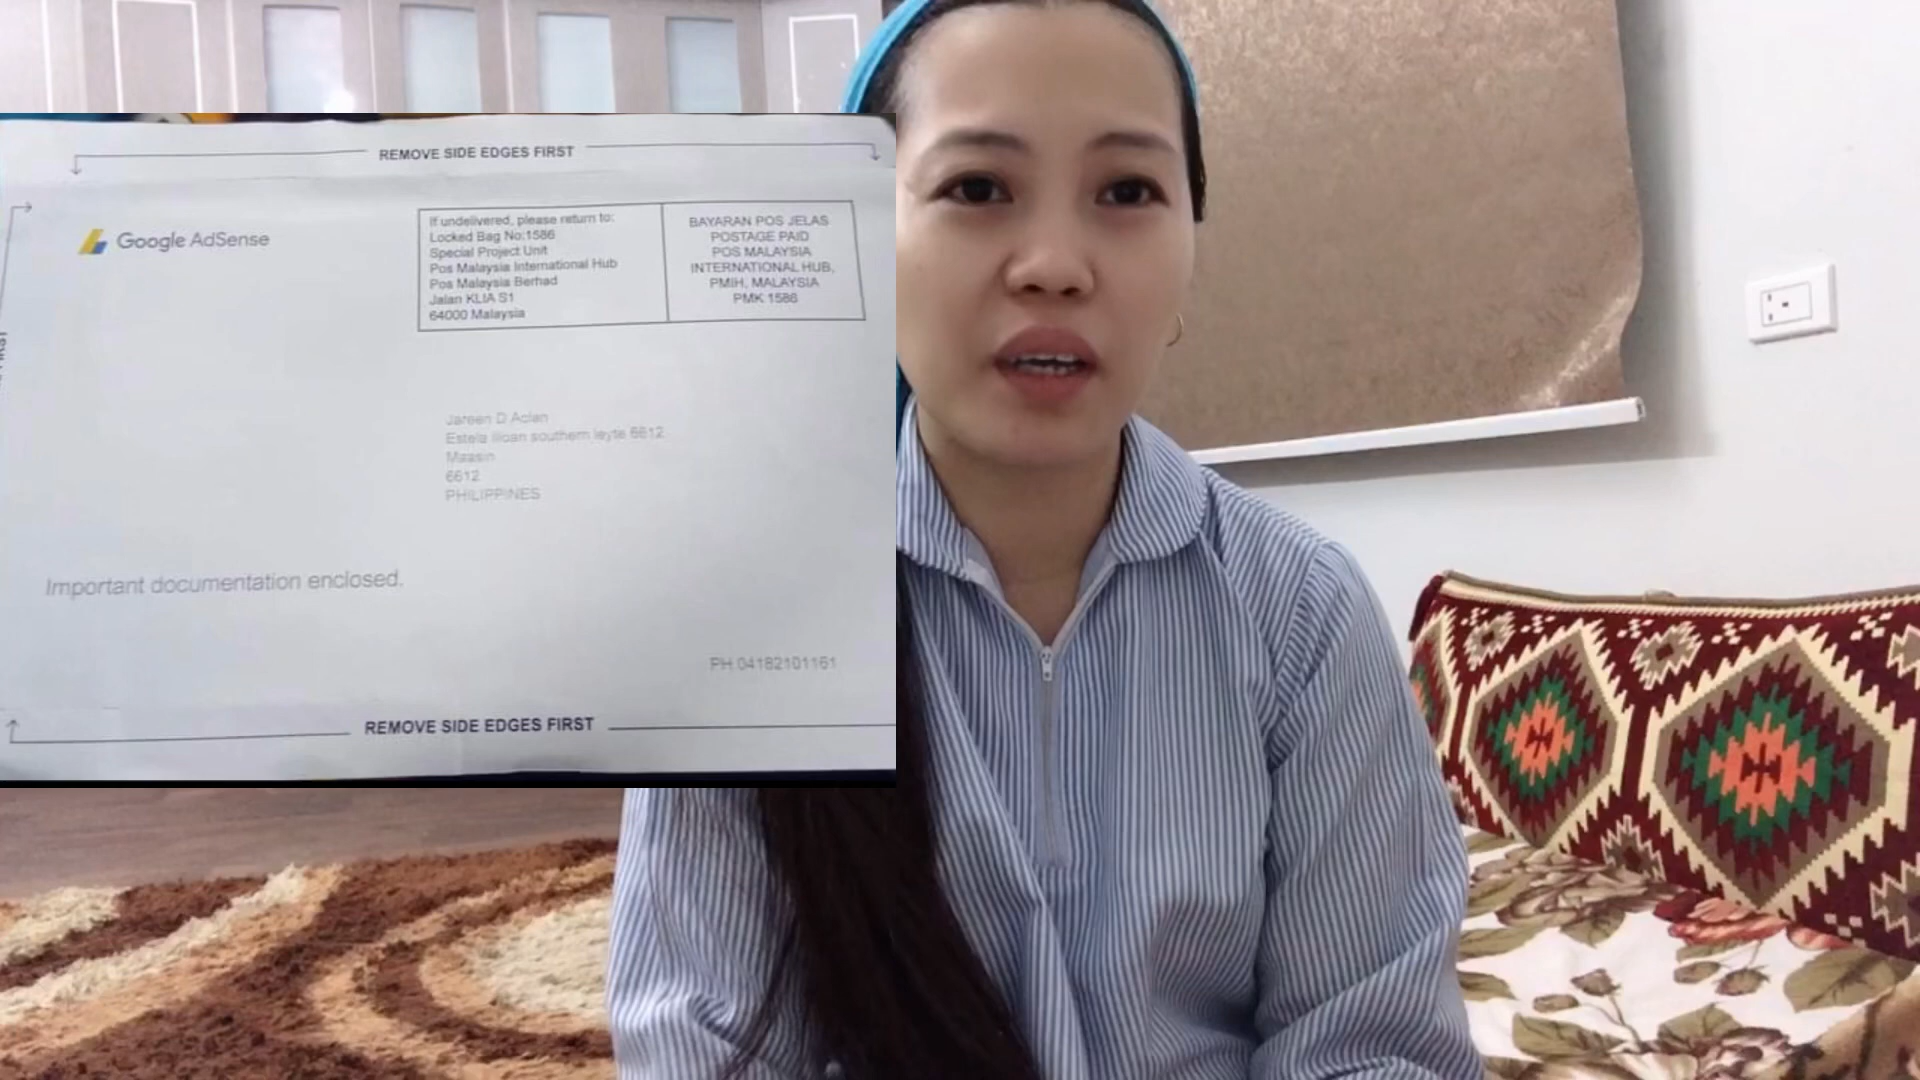 REMOVE SIDE EDGES FIRST
Google AdSense
If undelivered, please return to:
Locked Bag No:1586
Special Project Unit
Pos Malaysia International Hub
Pos Malaysia Berhad
Jalan KLIA S1
64000 Malaysia
BAYARAN POS JELAS
POSTAGE PAID
POS MALAYSIA
INTERNATIONAL HUB,
PMIH, MALAYSIA
PMK 1586
Jareen D Aclan
Estela liloan southern leyte 6612
Maasin
6612
PHILIPPINES
Important documentation enclosed.
PH 04182101161
REMOVE SIDE EDGES FIRST